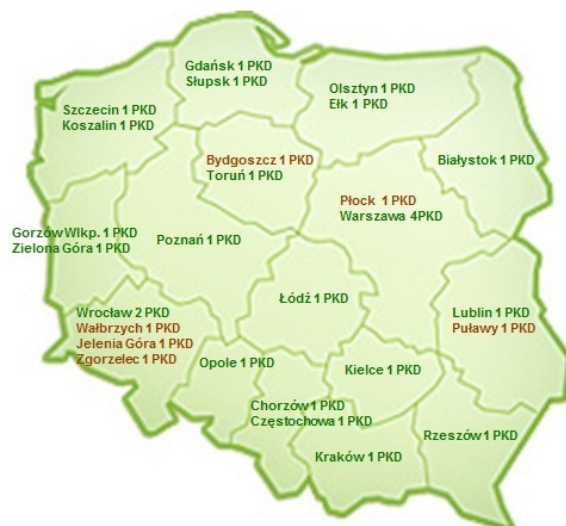 Gdańsk 1 PKD
Słupsk 1 PKD
Olsztyn 1 PKD
Ełk 1 PKD
Szczecin 1 PKD
Koszalin 1 PKD
Bydgoszcz 1 PKD
Toruń 1 PKD
Białystok 1 PKD
Płock 1 PKD
Warszawa 4PKD
Gorzów Wlkp. 1 PKD
Zielona Góra 1 PKD
Poznań 1 PKD
Łódź 1 PKD
Wrocław 2 PKD
Wałbrzych 1 PKD
Jelenia Góra 1 PKD
Zgorzelec 1 PKD
Lublin 1 PKD
Puławy 1 PKD
Opole 1 PKD
Kielce 1 PKD
Chorzów 1 PKD
Częstochowa 1 PKD
Rzeszów 1 PKD
Kraków 1 PKD